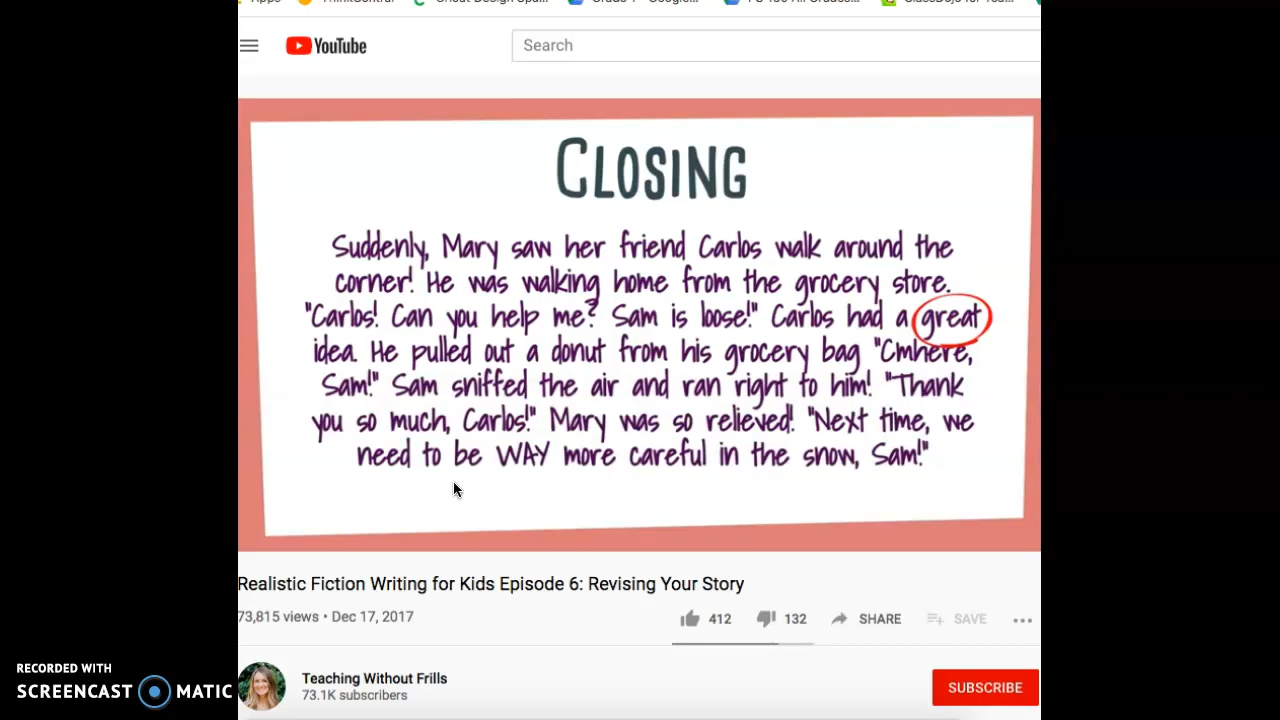 YouTube
Search
CLOSING
Suddenly, Mary saw her friend Carlos walk around the
corner! He was walking home from the grocery store.
"Carlos! Can you help me? Sam is loose!" Carlos had a great
idea. He pulled out a donut from his grocery bag "Cmhere,
Sam!" Sam sniffed the air and ran right to him! "Thank
you so much, Carlos!" Mary was so relieved! "Next time, we
need to be WAY more careful in the snow, Sam!"
Realistic Fiction Writing for Kids Episode 6: Revising Your Story
73,815 views • Dec 17, 2017
412 132 SHARE SAVE
Teaching Without Frills
73.1K subscribers
SUBSCRIBE
RECORDED WITH
SCREENCAST MATIC